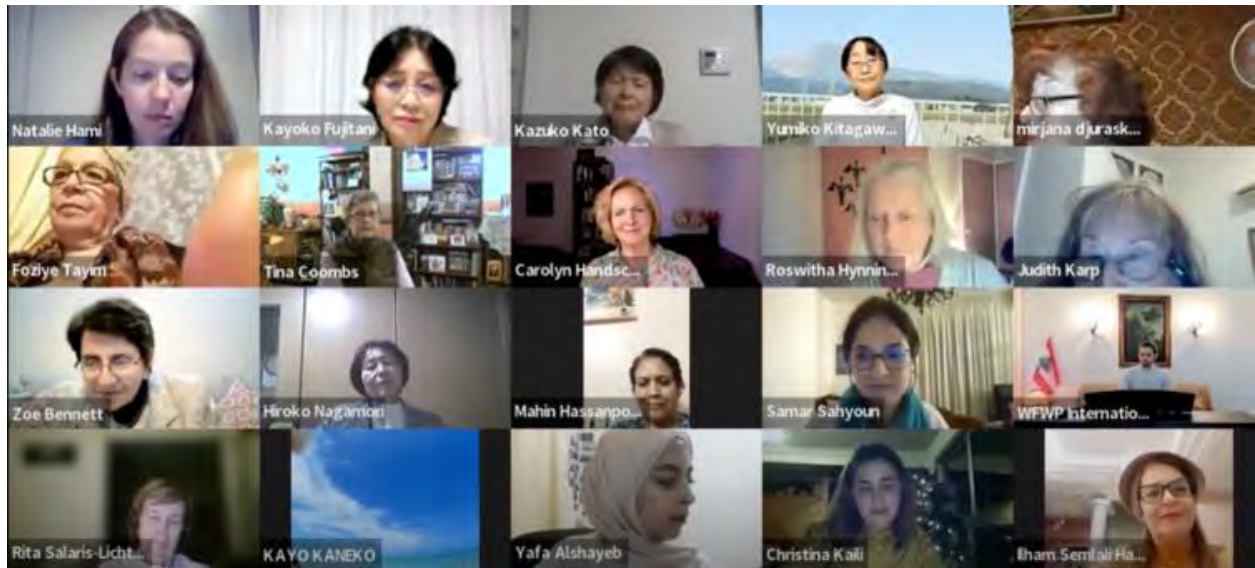 Natalie Hami
Kayoko Fujitani
Kazuko Kato
Yumiko Kitagaw...
mirjana djurask...
Foziye Tayim
Tina Coombs
Carolyn Handsc...
Roswitha Hynnin...
Judith Karp
Zoe Bennett
Hiroko Nagamori
Mahin Hassanpo...
Samar Sahyoun
WFWP Internatio...
Rita Salaris-Licht...
KAYO KANEKO
Yafa Alshayeb
Christina Kaili
Ilham Semlali Ha...